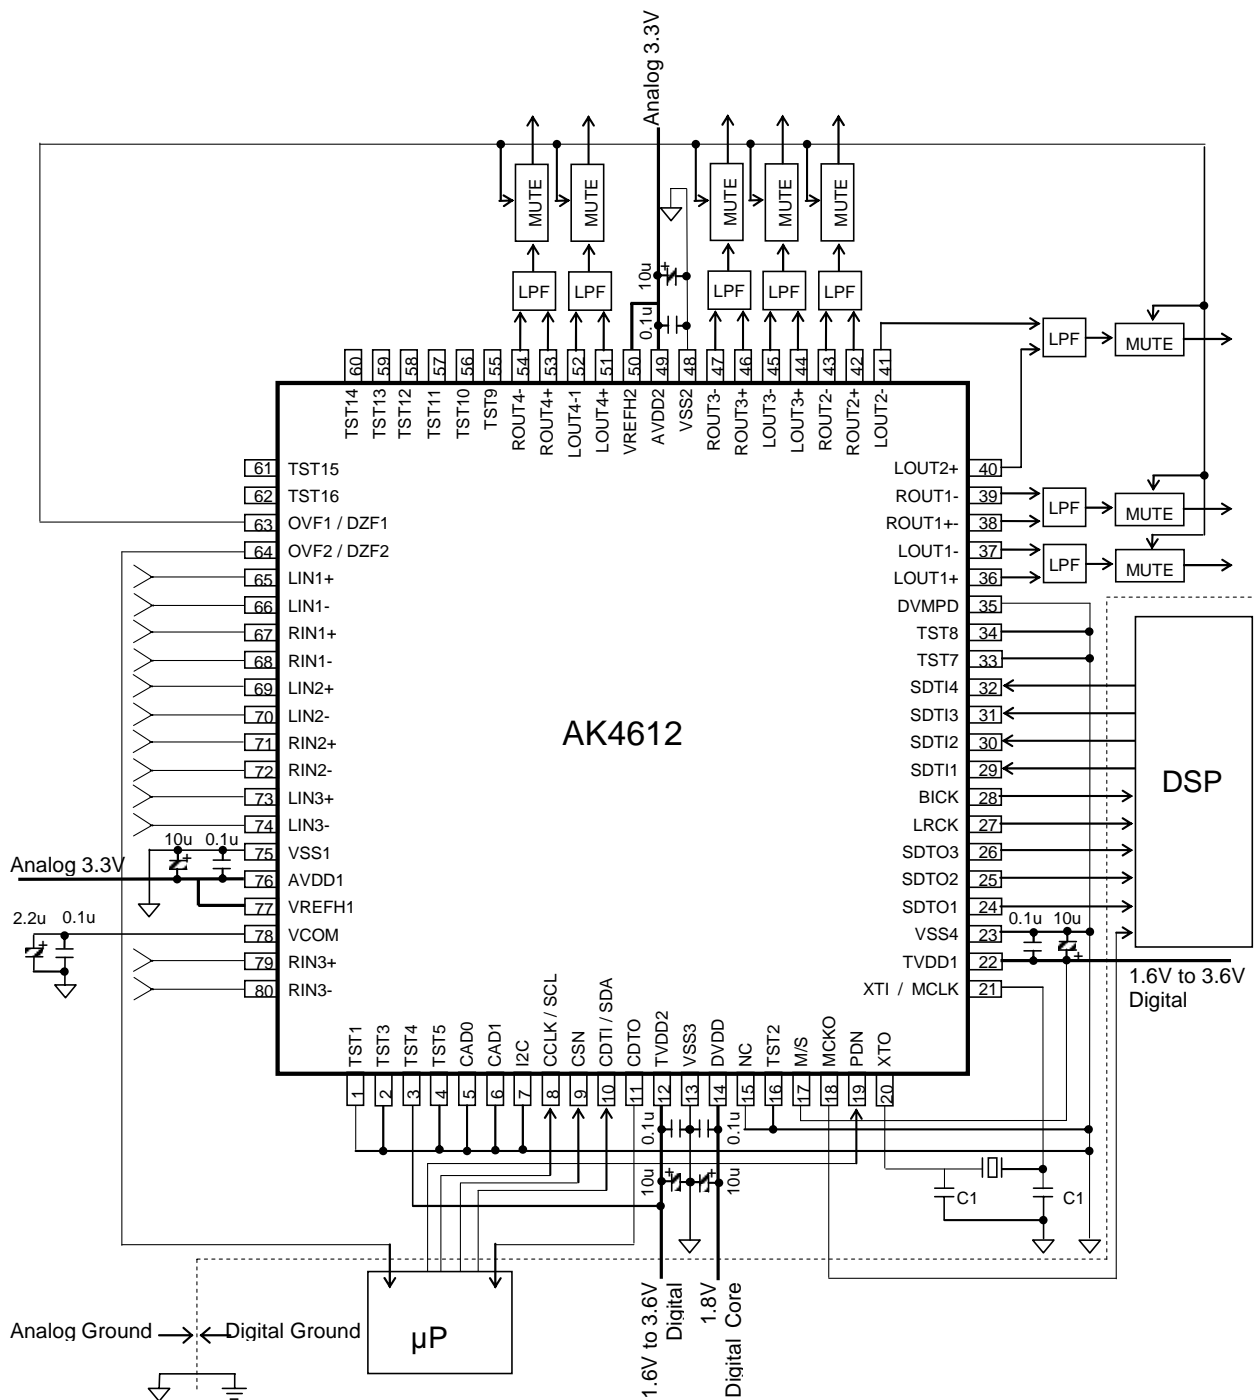 Analog 3.3V
MUTE
MUTE
MUTE
MUTE
MUTE
10u
+
LPF
LPF
LPF
LPF
LPF
0.1u
LPF
MUTE
60
59
58
57
56
55
54
53
52
51
50
49
48
47
46
45
44
43
42
41
TST14
TST13
TST12
TST11
TST10
TST9
ROUT4-
ROUT4+
LOUT4-1
LOUT4+
VREFH2
AVDD2
VSS2
ROUT3-
ROUT3+
LOUT3-
LOUT3+
ROUT2-
ROUT2+
LOUT2-
61 TST15
62 TST16
63 OVF1 / DZF1
64 OVF2 / DZF2
65 LIN1+
66 LIN1-
67 RIN1+
68 RIN1-
69 LIN2+
70 LIN2-
71 RIN2+
72 RIN2-
73 LIN3+
74 LIN3-
10u + 0.1u
75 VSS1
Analog 3.3V
76 AVDD1
77 VREFH1
2.2u + 0.1u
78 VCOM
79 RIN3+
80 RIN3-
AK4612
LOUT2+ 40
ROUT1- 39
LPF
MUTE
ROUT1+- 38
LOUT1- 37
LPF
MUTE
LOUT1+ 36
DVMPD 35
TST8 34
TST7 33
SDTI4 32
SDTI3 31
SDTI2 30
SDTI1 29
BICK 28
LRCK 27
SDTO3 26
SDTO2 25
SDTO1 24
VSS4 23
TVDD1 22
XTI / MCLK 21
DSP
0.1u 10u
+
1.6V to 3.6V
Digital
TST1
TST3
TST4
TST5
CAD0
CAD1
I2C
CCLK / SCL
CSN
CDTI / SDA
CDTO
TVDD2
VSS3
DVDD
NC
TST2
M/S
MCKO
PDN
XTO
1
2
3
4
5
6
7
8
9
10
11
12
13
14
15
16
17
18
19
20
0.1u
0.1u
10u
+
+
10u
C1
C1
µP
1.6V to 3.6V
Digital
1.8V
Digital Core
Analog Ground
Digital Ground